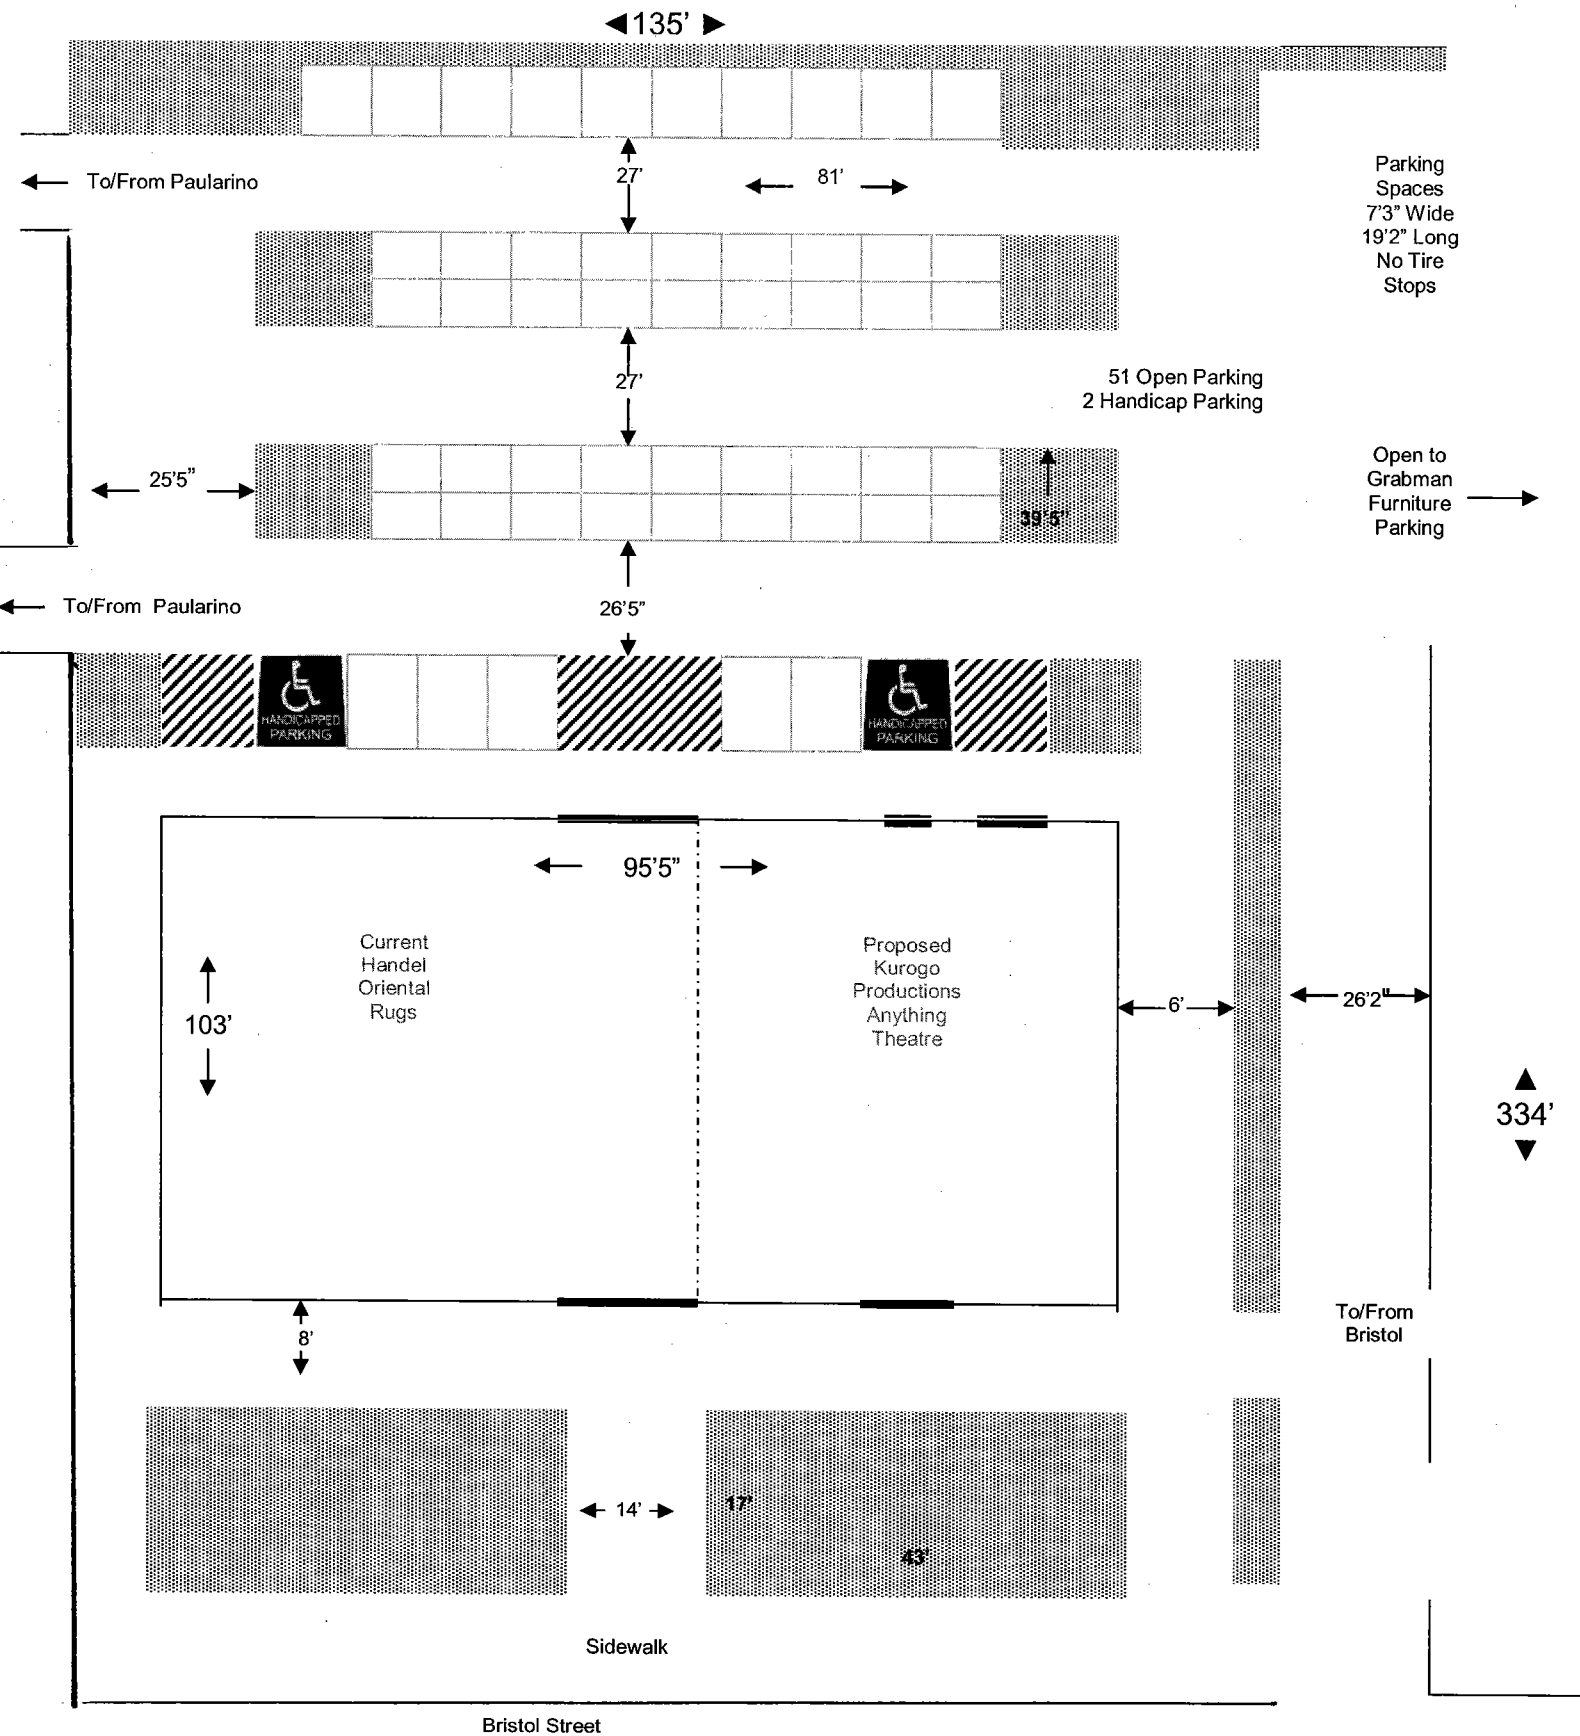 135’
27’
81’
To/From Paularino
Parking
Spaces
7’3” Wide
19’2” Long
No Tire
Stops
27’
51 Open Parking
2 Handicap Parking
25’5”
39’5”
Open to
Grabman
Furniture
Parking
To/From Paularino
26’5”
HANDICAPPED
PARKING
HANDICAPPED
PARKING
95’5”
Current
Handel
Oriental
Rugs
Proposed
Kurogo
Productions
Anything
Theatre
103’
6’
26’2"
334’
8’
To/From
Bristol
14’
17’
43’
Sidewalk
Bristol Street